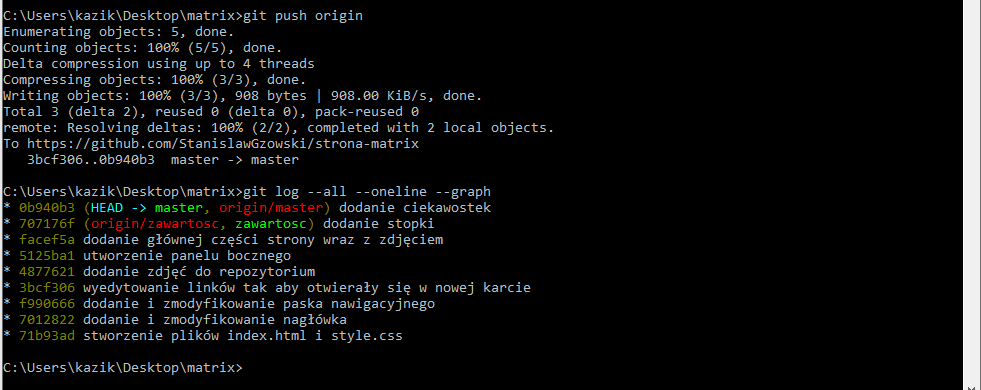 C:\Users\kazik\Desktop\matrix>git push origin
Enumerating objects: 5, done.
Counting objects: 100% (5/5), done.
Delta compression using up to 4 threads
Compressing objects: 100% (3/3), done.
Writing objects: 100% (3/3), 908 bytes | 908.00 KiB/s, done.
Total 3 (delta 2), reused 0 (delta 0), pack-reused 0
remote: Resolving deltas: 100% (2/2), completed with 2 local objects.
To https://github.com/StanislawGzowski/strona-matrix
   3bcf306..0b940b3  master -> master
C:\Users\kazik\Desktop\matrix>git log --all --oneline --graph
* 0b940b3 (HEAD -> master, origin/master) dodanie ciekawostek
* 707176f (origin/zawartosc, zawartosc) dodanie stopki
* facef5a dodanie głównej części strony wraz z zdjęciem
* 5125ba1 utworzenie panelu bocznego
* 4877621 dodanie zdjęć do repozytorium
* 3bcf306 wyedytowanie linków tak aby otwierały się w nowej karcie
* f990666 dodanie i zmodyfikowanie paska nawigacyjnego
* 7012822 dodanie i zmodyfikowanie nagłówka
* 71b93ad stworzenie plików index.html i style.css
C:\Users\kazik\Desktop\matrix>